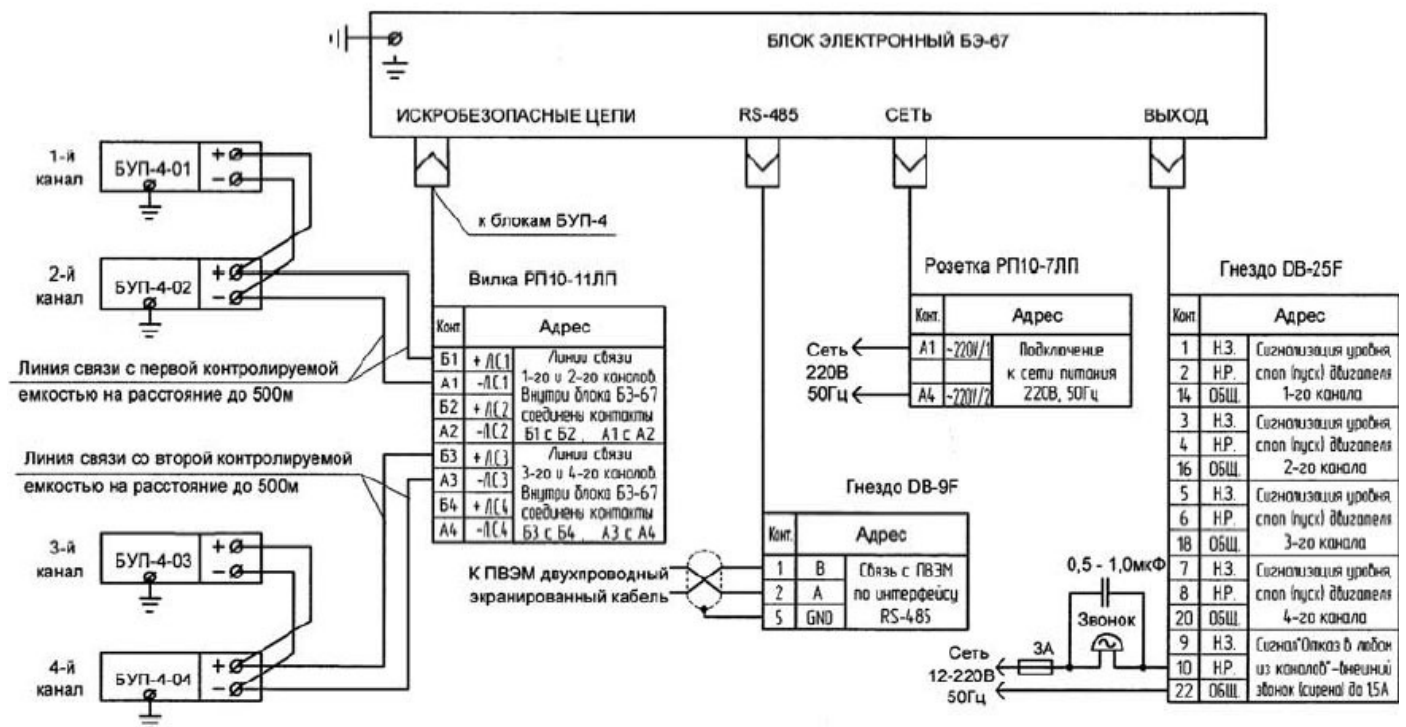 БЛОК ЭЛЕКТРОННЫЙ БЭ-67
ИСКРОБЕЗОПАСНЫЕ ЦЕПИ
RS-485
СЕТЬ
ВЫХОД
1-й
канал
БУП-4-01
+
−
2-й
канал
БУП-4-02
+
−
к блокам БУП-4
Линия связи с первой контролируемой
емкостью на расстояние до 500м
Линия связи со второй контролируемой
емкостью на расстояние до 500м
3-й
канал
БУП-4-03
+
−
4-й
канал
БУП-4-04
+
−
Вилка РП10-11ЛП
Конт. Адрес
Б1 +ЛС1 Линии связи
А1 -ЛС1 1-го и 2-го каналов.
Б2 +ЛС2 Внутри блока БЭ-67
А2 -ЛС2 соединены контакты
Б1 с Б2 , А1 с А2
Б3 +ЛС3 Линии связи
А3 -ЛС3 3-го и 4-го каналов.
Б4 +ЛС4 Внутри блока БЭ-67
А4 -ЛС4 соединены контакты
Б3 с Б4 , А3 с А4
Розетка РП10-7ЛП
Конт. Адрес
Сеть
220В
50Гц
А1 ~220V/1 Подключение
к сети питания
А4 ~220V/2 220В, 50Гц
Гнездо DB-9F
Конт. Адрес
1 B Связь с ПВЭМ
2 A по интерфейсу
5 GND RS-485
К ПВЭМ двухпроводный
экранированный кабель
Гнездо DB-25F
Конт. Адрес
1 Н.З. Сигнализация уровня,
2 Н.Р. стоп (пуск) двигателя
14 ОБЩ. 1-го канала
3 Н.З. Сигнализация уровня,
4 Н.Р. стоп (пуск) двигателя
16 ОБЩ. 2-го канала
5 Н.З. Сигнализация уровня,
6 Н.Р. стоп (пуск) двигателя
18 ОБЩ. 3-го канала
7 Н.З. Сигнализация уровня,
8 Н.Р. стоп (пуск) двигателя
20 ОБЩ. 4-го канала
9 Н.З. Сигнал"Отказ в любом
10 Н.Р. из каналов"-внешний
22 ОБЩ. звонок (сирена) до 1,5А
0,5 - 1,0мкФ
Звонок
3А
Сеть
12-220В
50Гц